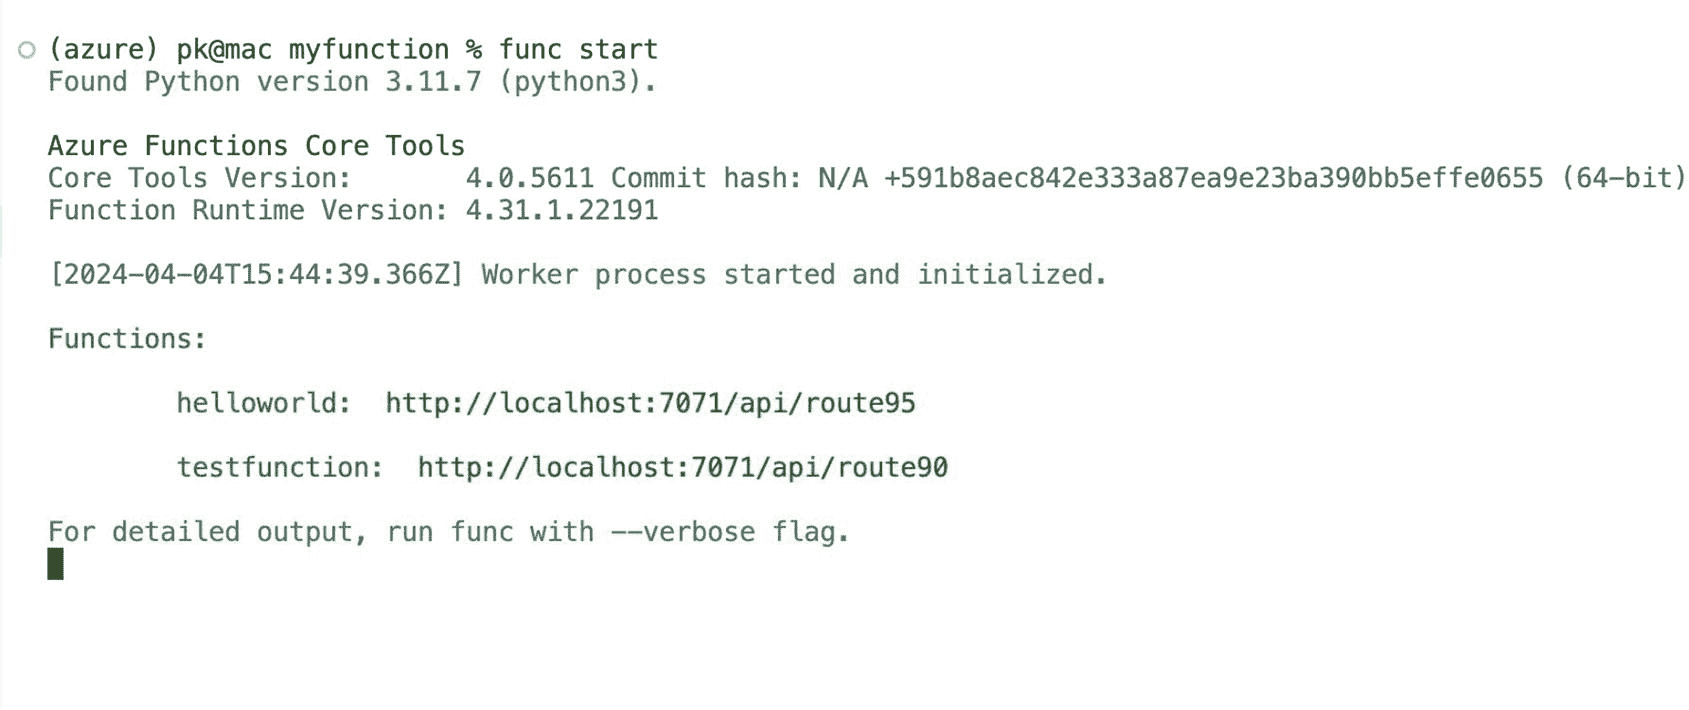 (azure) pk@mac myfunction % func start
Found Python version 3.11.7 (python3).
Azure Functions Core Tools
Core Tools Version:       4.0.5611 Commit hash: N/A +591b8aec842e333a87ea9e23ba390bb5effe0655 (64-bit)
Function Runtime Version: 4.31.1.22191
[2024-04-04T15:44:39.366Z] Worker process started and initialized.
Functions:
helloworld:  http://localhost:7071/api/route95
testfunction:  http://localhost:7071/api/route90
For detailed output, run func with --verbose flag.